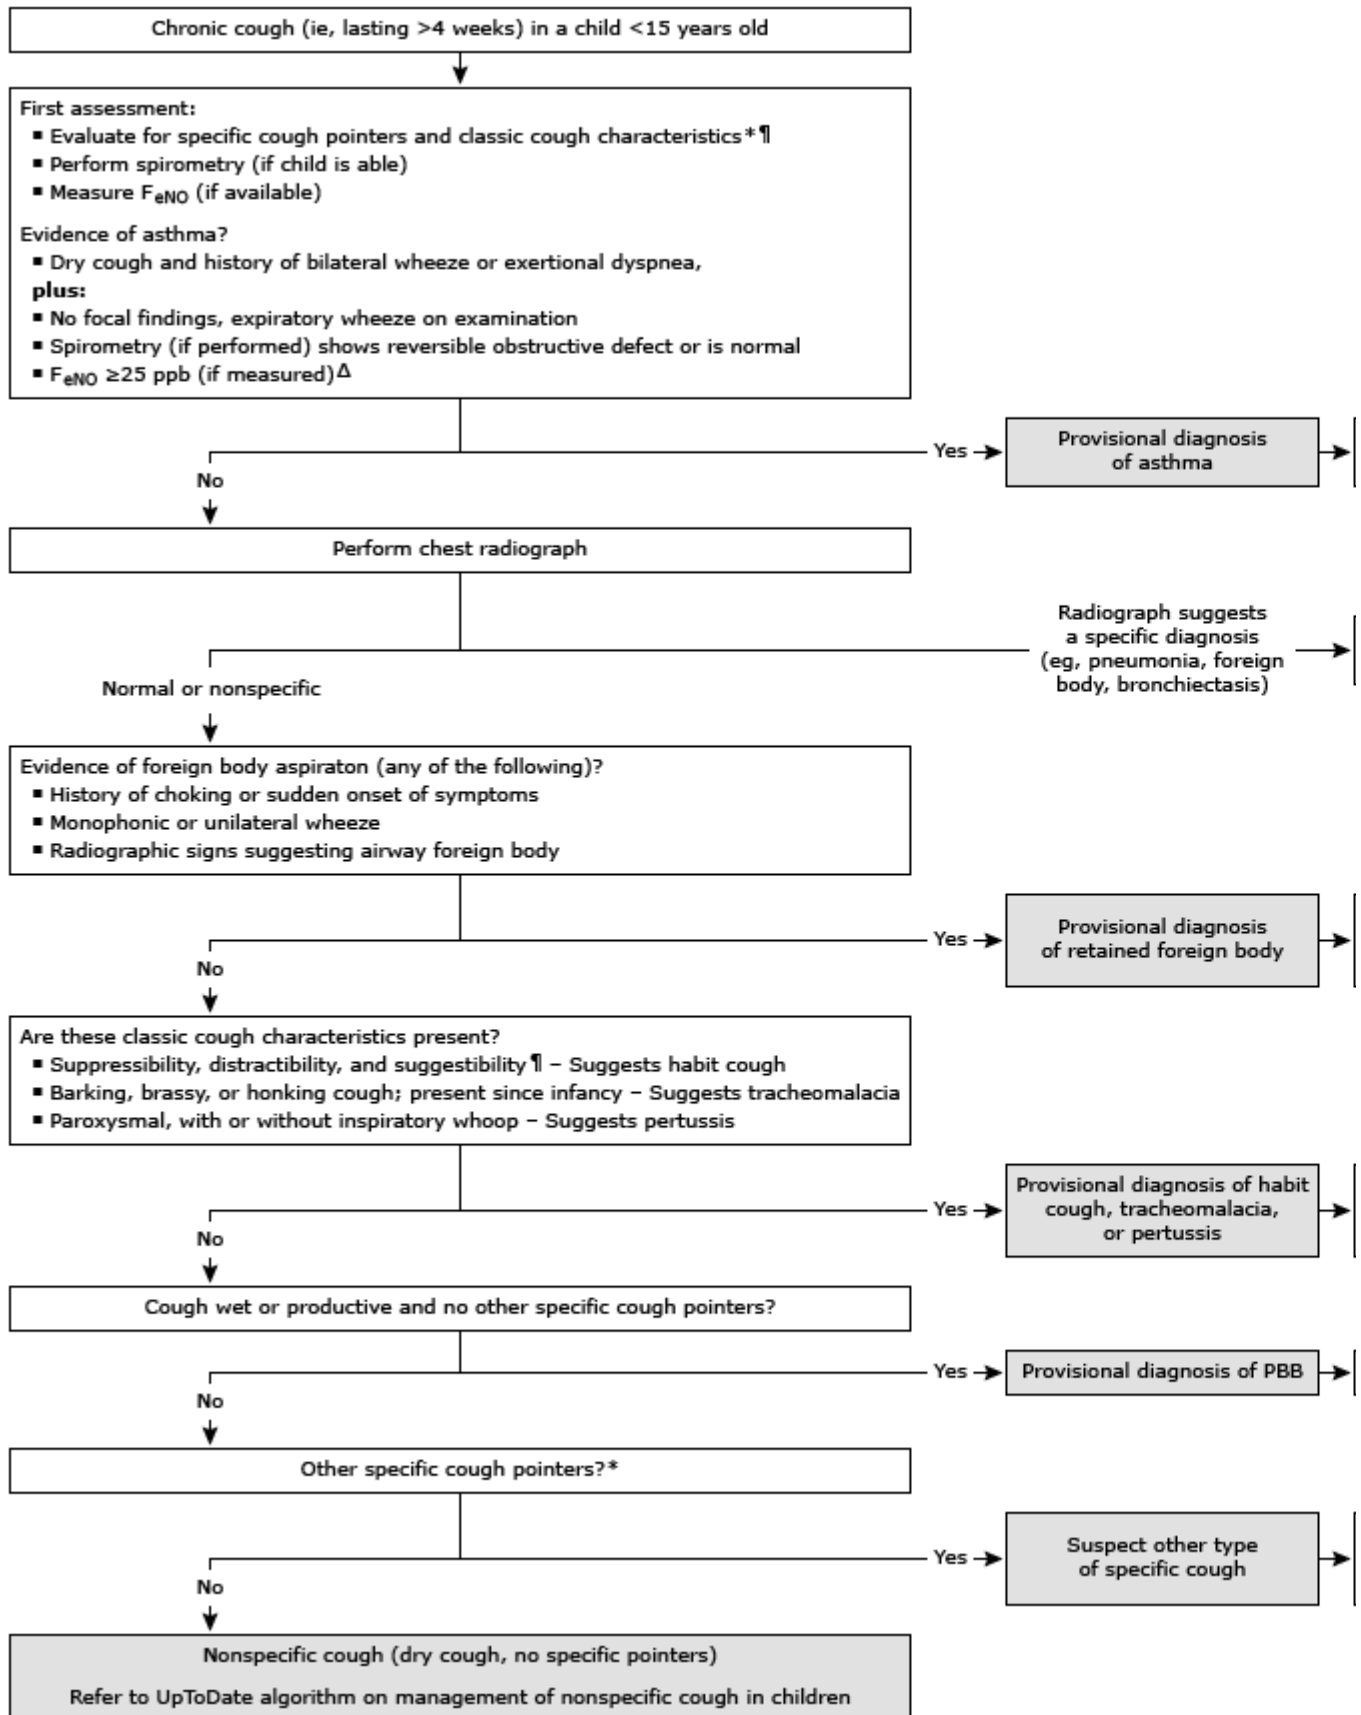 Chronic cough (ie, lasting >4 weeks) in a child <15 years old
First assessment:
▪ Evaluate for specific cough pointers and classic cough characteristics*¶
▪ Perform spirometry (if child is able)
▪ Measure FeNO (if available)
Evidence of asthma?
▪ Dry cough and history of bilateral wheeze or exertional dyspnea,
plus:
▪ No focal findings, expiratory wheeze on examination
▪ Spirometry (if performed) shows reversible obstructive defect or is normal
▪ FeNO ≥25 ppb (if measured)Δ
Yes
Provisional diagnosis
of asthma
No
Perform chest radiograph
Radiograph suggests
a specific diagnosis
(eg, pneumonia, foreign
body, bronchiectasis)
Normal or nonspecific
Evidence of foreign body aspiraton (any of the following)?
▪ History of choking or sudden onset of symptoms
▪ Monophonic or unilateral wheeze
▪ Radiographic signs suggesting airway foreign body
Yes
Provisional diagnosis
of retained foreign body
No
Are these classic cough characteristics present?
▪ Suppressibility, distractibility, and suggestibility¶ – Suggests habit cough
▪ Barking, brassy, or honking cough; present since infancy – Suggests tracheomalacia
▪ Paroxysmal, with or without inspiratory whoop – Suggests pertussis
Yes
Provisional diagnosis of habit
cough, tracheomalacia,
or pertussis
No
Cough wet or productive and no other specific cough pointers?
Yes
Provisional diagnosis of PBB
No
Other specific cough pointers?*
Yes
Suspect other type
of specific cough
No
Nonspecific cough (dry cough, no specific pointers)
Refer to UpToDate algorithm on management of nonspecific cough in children